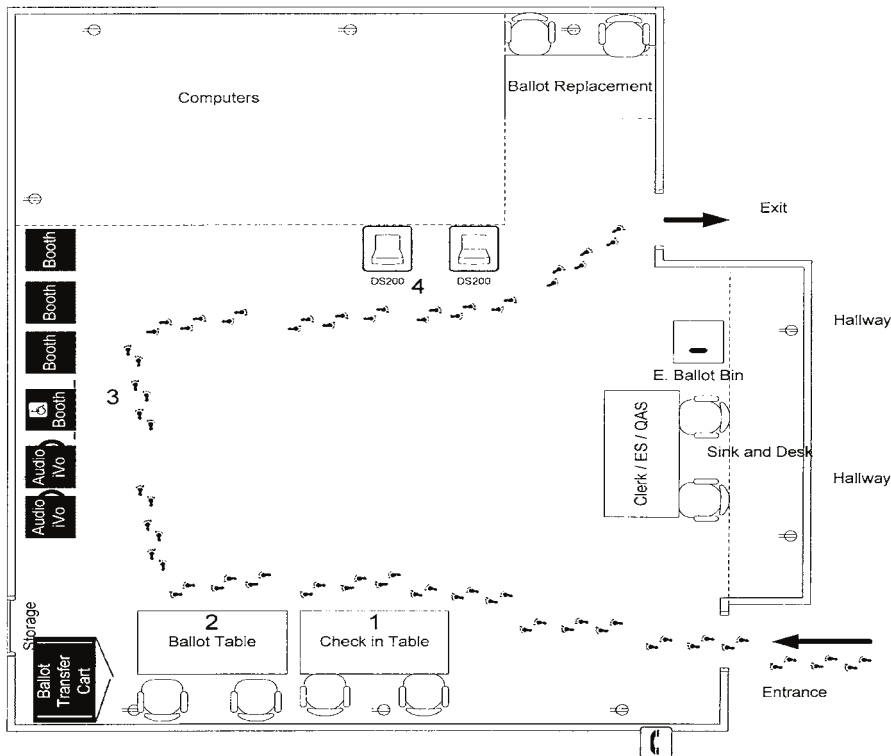 Computers
Ballot Replacement
Exit
Booth
DS200
DS200
4
Booth
Hallway
Booth
E. Ballot Bin
3
Booth
Clerk / ES / QAS
Sink and Desk
Audio
iVo
Hallway
Audio
iVo
Storage
2
Ballot Table
1
Check in Table
Ballot
Transfer
Cart
Entrance